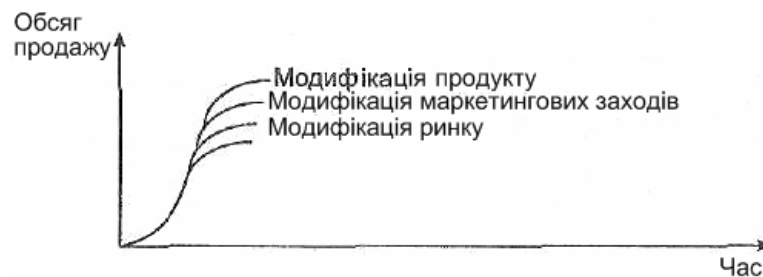 Обсяг
продажу
Модифікація продукту
Модифікація маркетингових заходів
Модифікація ринку
Час